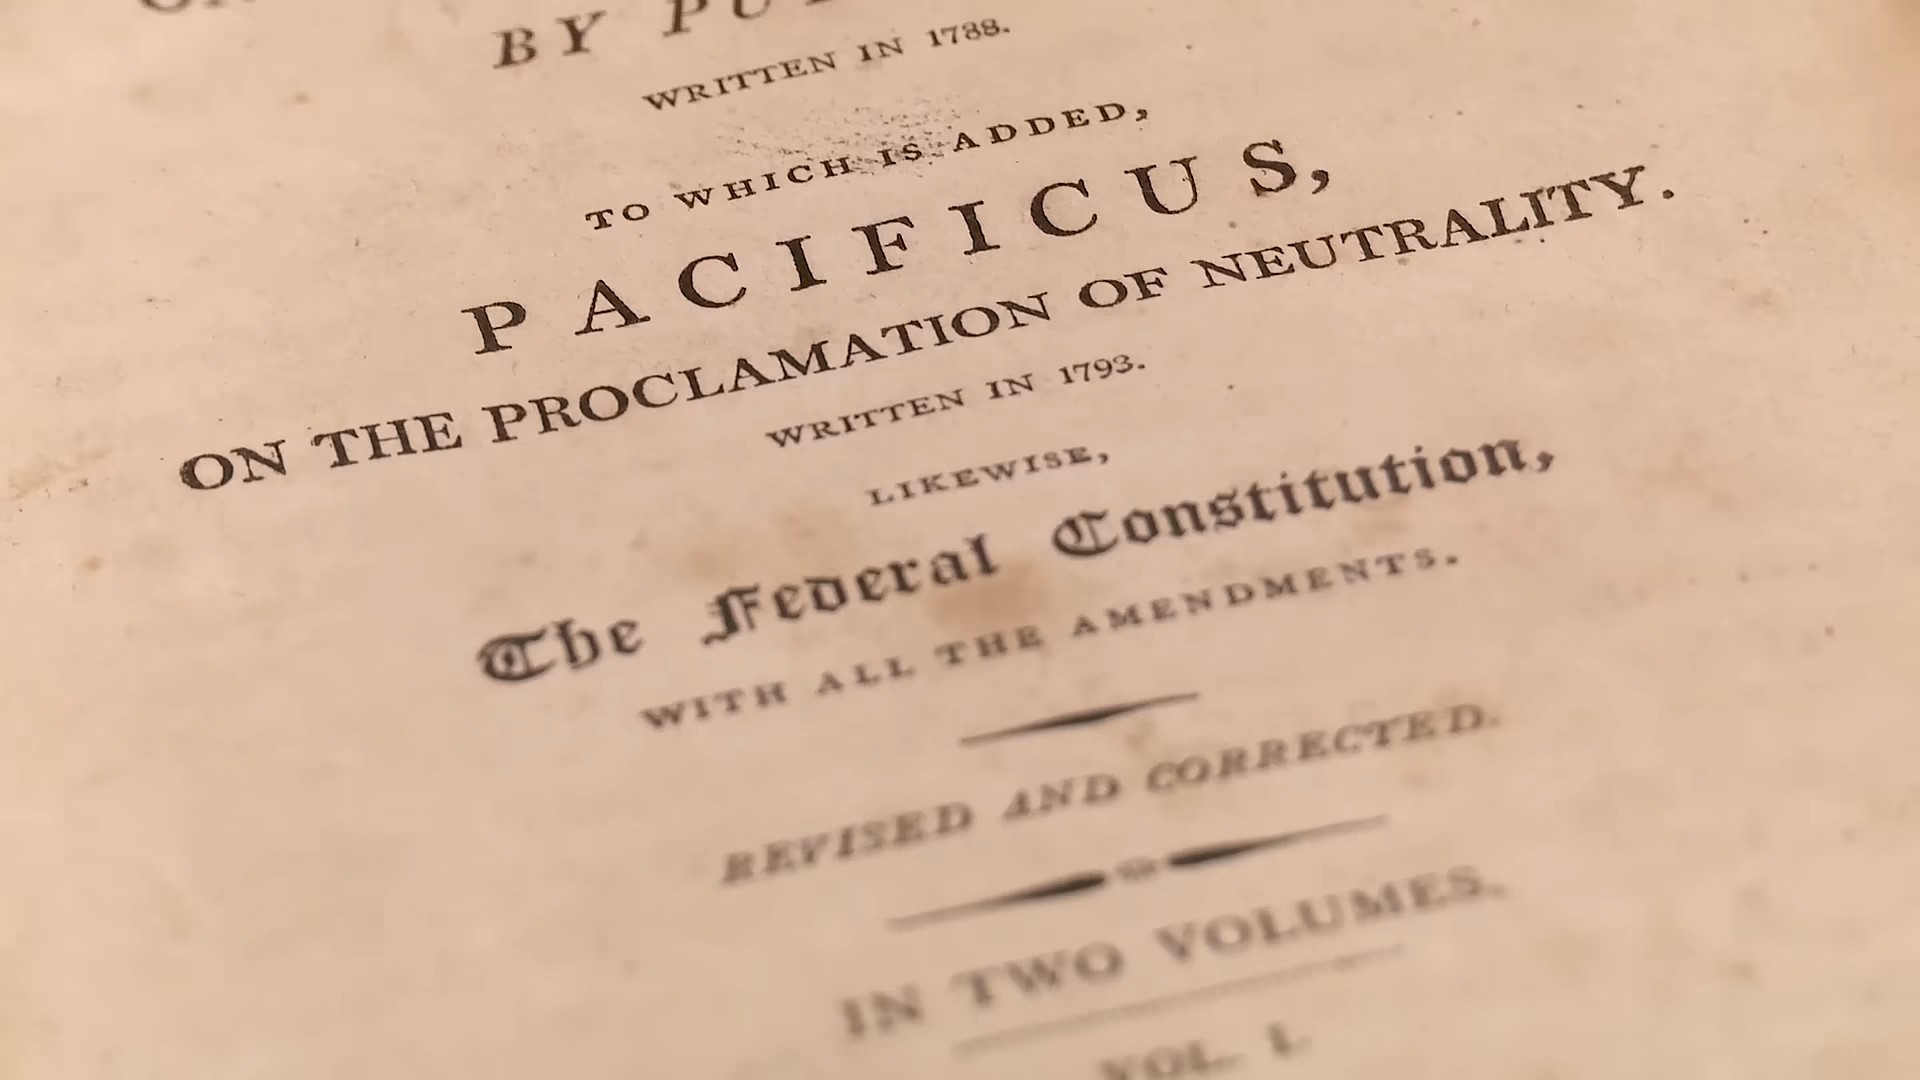 BY
WRITTEN IN 1788.
TO WHICH IS ADDED,
PACIFICUS,
ON THE PROCLAMATION OF NEUTRALITY.
WRITTEN IN 1793.
LIKEWISE,
The Federal Constitution,
WITH ALL THE AMENDMENTS.
REVISED AND CORRECTED.
IN TWO VOLUMES.
VOL. I.